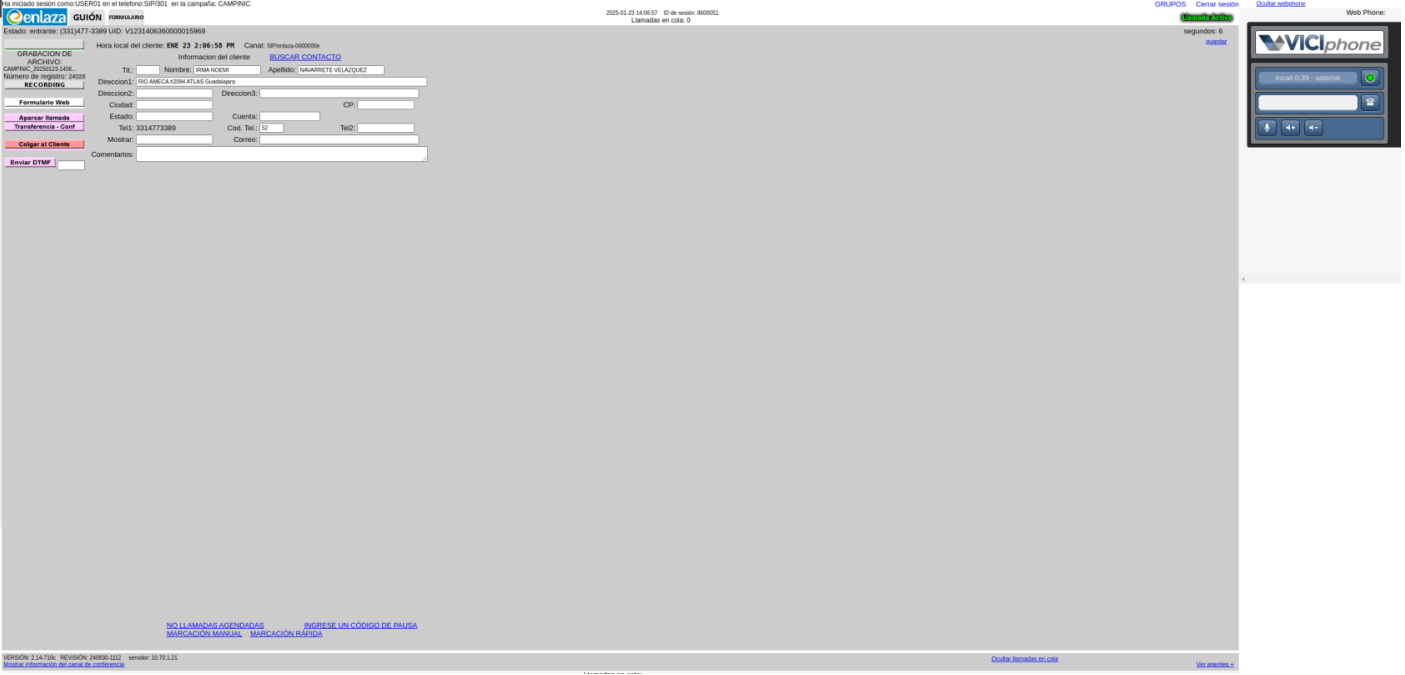 Ha iniciado sesión como:USER01 en el telefono:SIP/301 en la campaña: CAMPINIC
GRUPOS Cerrar sesión
Ocultar webphone
enlaza GUIÓN FORMULARIO
2025-01-23 14:06:57 ID de sesión: 8600051
Llamadas en cola: 0
Llamada Activa
Web Phone:
Estado: entrante: (331)477-3389 UID: V1231406360000015969
segundos: 6
guardar
Hora local del cliente: ENE 23 2:06:58 PM Canal: SIP/enlaza-0000000e
GRABACIÓN DE
ARCHIVO:
CAMPINIC_20250123-1406...
Número de registro: 24028
RECORDING
Formulario Web
Aparcar llamada
Transferencia - Conf
Colgar al Cliente
Enviar DTMF
Informacion del cliente BUSCAR CONTACTO
Tit.: Nombre: IRMA NOEMI Apellido: NAVARRETE VELAZQUEZ
Direccion1: RIO AMECA #2094 ATLAS Guadalajara
Direccion2: Direccion3:
Ciudad: CP:
Estado: Cuenta:
Tel1: 3314773389 Cod. Tel.: 52 Tel2:
Mostrar: Correo:
Comentarios:
VICIphone
Incall 0:39 - asterisk
NO LLAMADAS AGENDADAS INGRESE UN CÓDIGO DE PAUSA
MARCACIÓN MANUAL MARCACIÓN RÁPIDA
VERSIÓN: 2.14-710c REVISIÓN: 240830-1112 servidor: 10.70.1.21
Mostrar información del canal de conferencia
Ocultar llamadas en cola
Ver agentes +